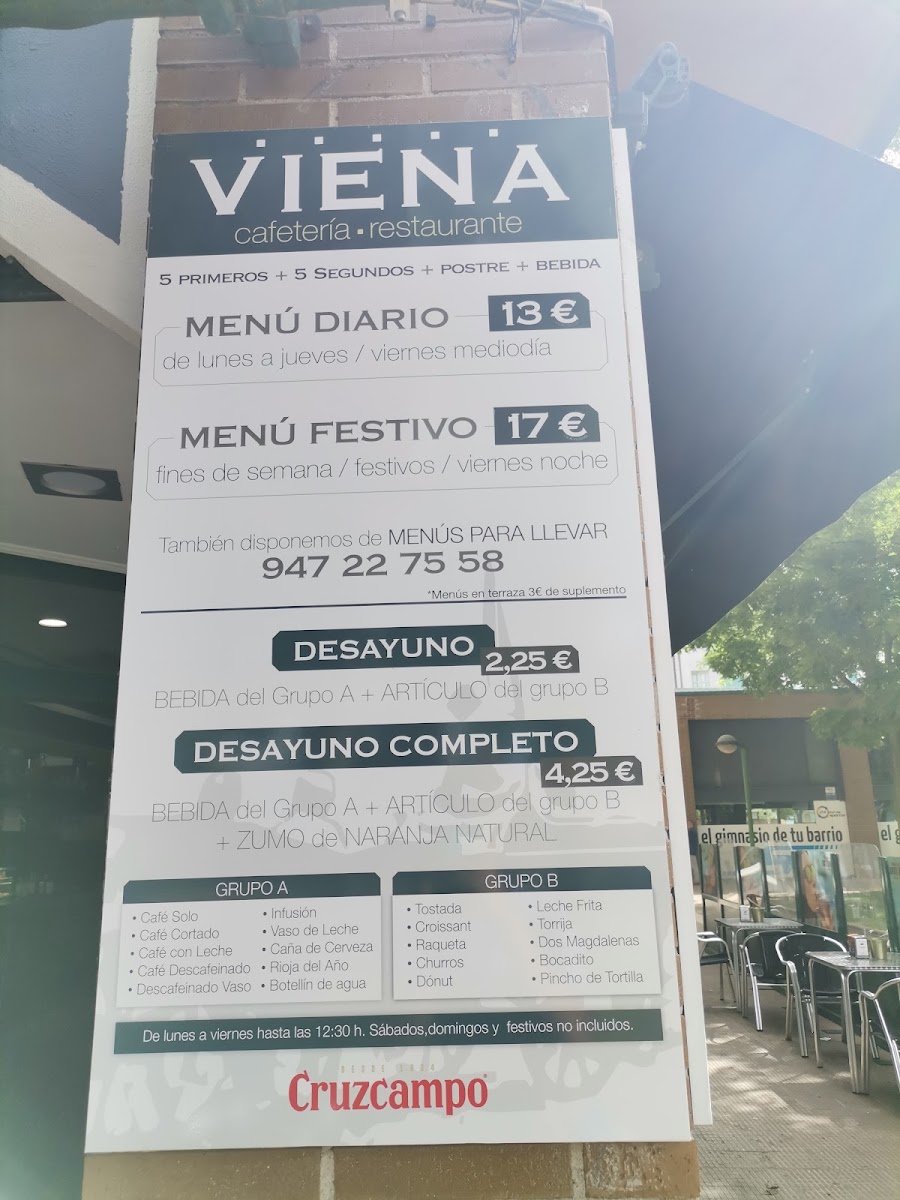 VIENA
cafetería · restaurante
5 PRIMEROS + 5 SEGUNDOS + POSTRE + BEBIDA
MENÚ DIARIO 13 €
de lunes a jueves / viernes mediodía
MENÚ FESTIVO 17 €
fines de semana / festivos / viernes noche
También disponemos de MENÚS PARA LLEVAR
947 22 75 58
*Menús en terraza 3€ de suplemento
DESAYUNO
2,25 €
BEBIDA del Grupo A + ARTÍCULO del grupo B
DESAYUNO COMPLETO
4,25 €
BEBIDA del Grupo A + ARTÍCULO del grupo B
+ ZUMO de NARANJA NATURAL
GRUPO A
• Café Solo
• Café Cortado
• Café con Leche
• Café Descafeinado
• Descafeinado Vaso
• Infusión
• Vaso de Leche
• Caña de Cerveza
• Rioja del Año
• Botellín de agua
GRUPO B
• Tostada
• Croissant
• Raqueta
• Churros
• Dónut
• Leche Frita
• Torrija
• Dos Magdalenas
• Bocadito
• Pincho de Tortilla
De lunes a viernes hasta las 12:30 h. Sábados,domingos y festivos no incluidos.
DESDE 1904
Cruzcampo
el gimnasio de tu barrio
el g